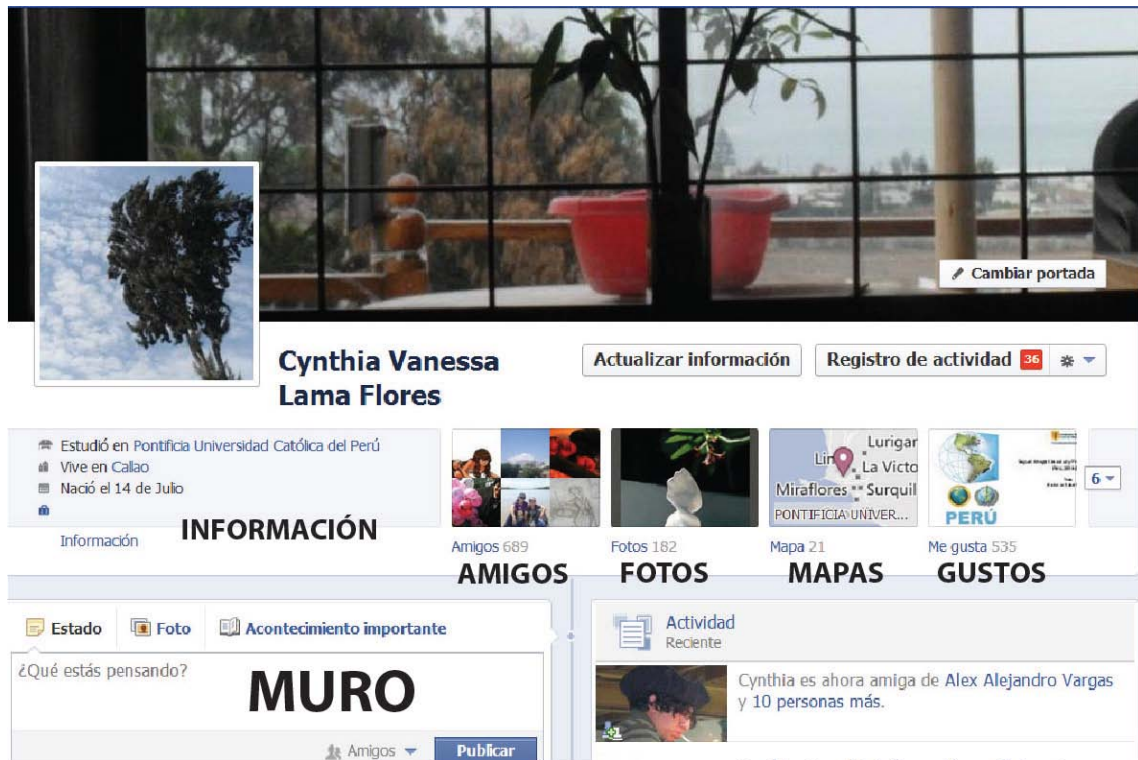 Cambiar portada
Cynthia Vanessa
Lama Flores
Actualizar información
Registro de actividad 36
Estudió en Pontificia Universidad Católica del Perú
Vive en Callao
Nació el 14 de Julio
Información
INFORMACIÓN
Lurigan
Lin
La Victo
Miraflores
Surquil
PONTIFICIA UNIVER...
PERÚ
6
Amigos 689
Fotos 182
Mapa 21
Me gusta 535
AMIGOS
FOTOS
MAPAS
GUSTOS
Estado
Foto
Acontecimiento importante
¿Qué estás pensando?
MURO
Amigos
Publicar
Actividad
Reciente
Cynthia es ahora amiga de Alex Alejandro Vargas
y 10 personas más.